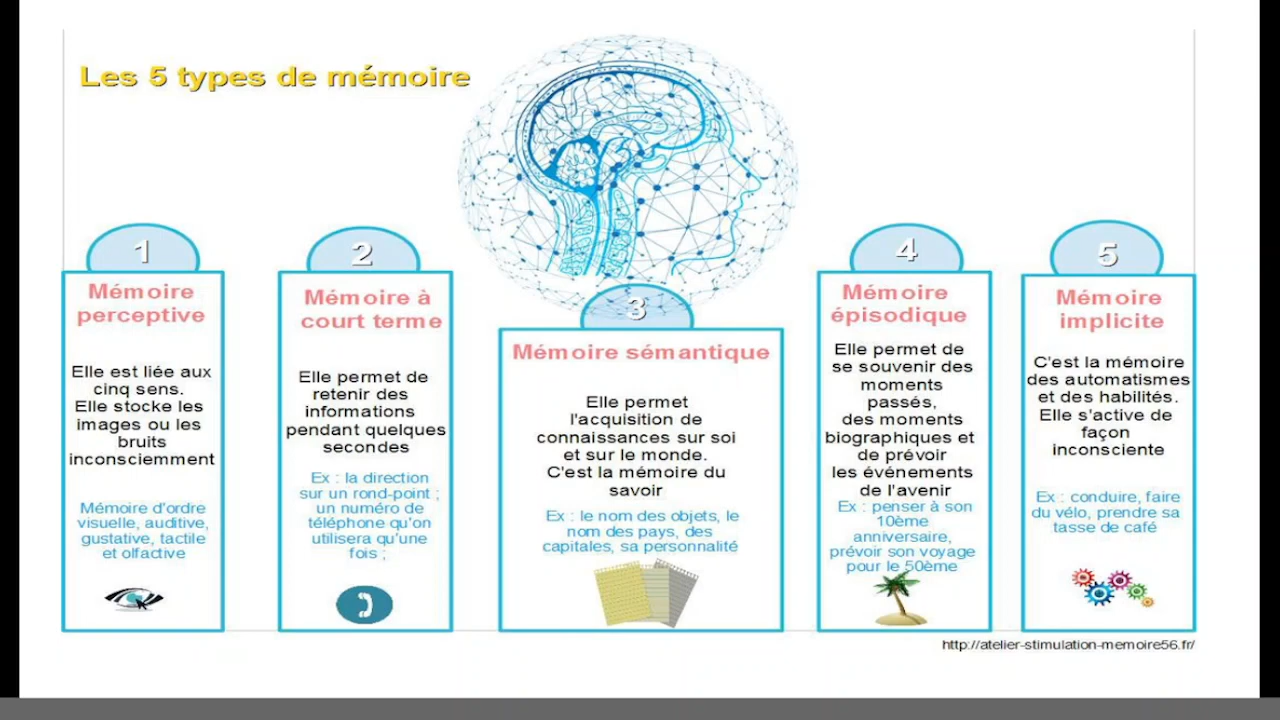 Les 5 types de mémoire
1
Mémoire
perceptive
Elle est liée aux
cinq sens.
Elle stocke les
images ou les
bruits
inconsciemment
Mémoire d'ordre
visuelle, auditive,
gustative, tactile
et olfactive
2
Mémoire à
court terme
Elle permet de
retenir des
informations
pendant quelques
secondes
Ex : la direction
sur un rond-point ;
un numéro de
téléphone qu'on
utilisera qu'une
fois ;
3
Mémoire sémantique
Elle permet
l'acquisition de
connaissances sur soi
et sur le monde.
C'est la mémoire du
savoir
Ex : le nom des objets, le
nom des pays, des
capitales, sa personnalité
4
Mémoire
épisodique
Elle permet de
se souvenir des
moments
passés,
des moments
biographiques et
de prévoir
les événements
de l'avenir
Ex : penser à son
10ème
anniversaire,
prévoir son voyage
pour le 50ème
5
Mémoire
implicite
C'est la mémoire
des automatismes
et des habilités.
Elle s'active de
façon
inconsciente
Ex : conduire, faire
du vélo, prendre sa
tasse de café
http://atelier-stimulation-memoire56.fr/